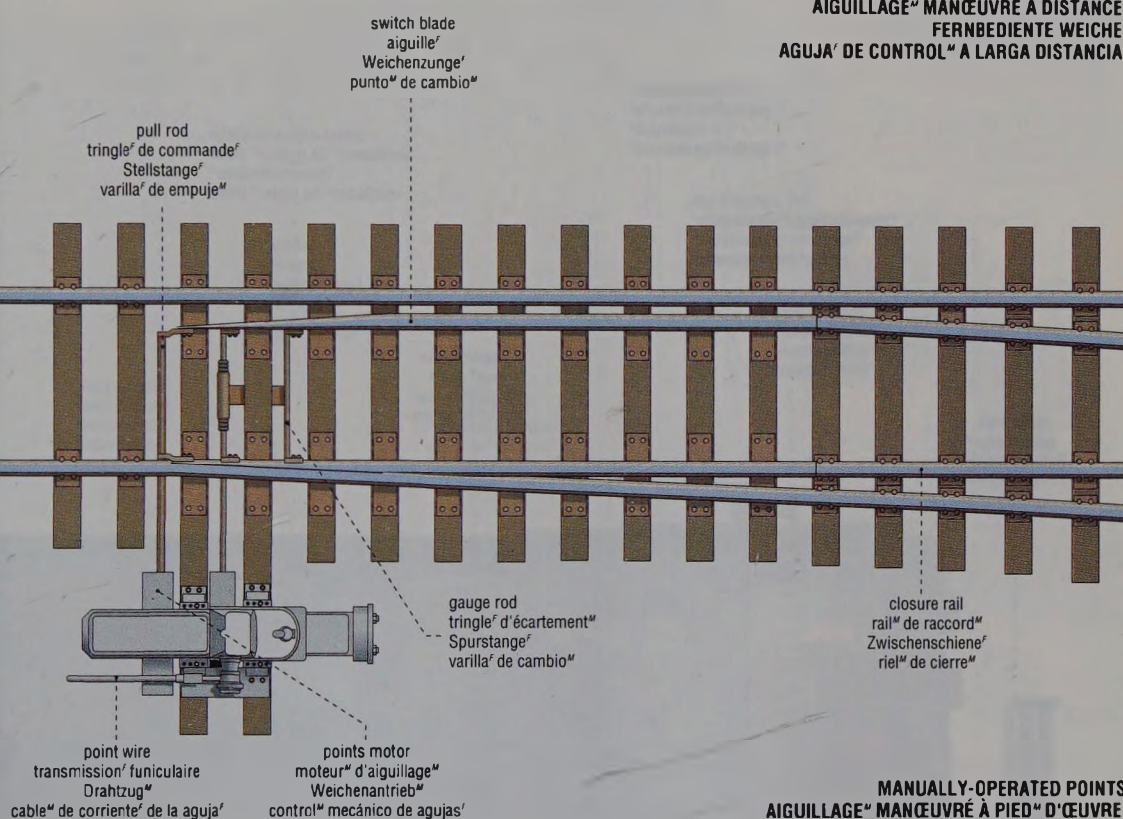 AIGUILLAGEᴹ MANŒUVRÉ À DISTANCE
FERNBEDIENTE WEICHE
AGUJAᶠ DE CONTROLᴹ A LARGA DISTANCIA
switch blade
aiguilleᶠ
Weichenzungeᶠ
puntoᴹ de cambioᴹ
pull rod
tringleᶠ de commandeᶠ
Stellstangeᶠ
varillaᶠ de empujeᴹ
gauge rod
tringleᶠ d'écartementᴹ
Spurstangeᶠ
varillaᶠ de cambioᴹ
closure rail
railᴹ de raccordᴹ
Zwischenschieneᶠ
rielᴹ de cierreᴹ
point wire
transmissionᶠ funiculaire
Drahtzugᴹ
cableᴹ de corrienteᶠ de la agujaᶠ
points motor
moteurᴹ d'aiguillageᴹ
Weichenantriebᴹ
controlᴹ mecánico de agujasᶠ
MANUALLY-OPERATED POINTS
AIGUILLAGEᴹ MANŒUVRÉ À PIEDᴹ D'ŒUVRE